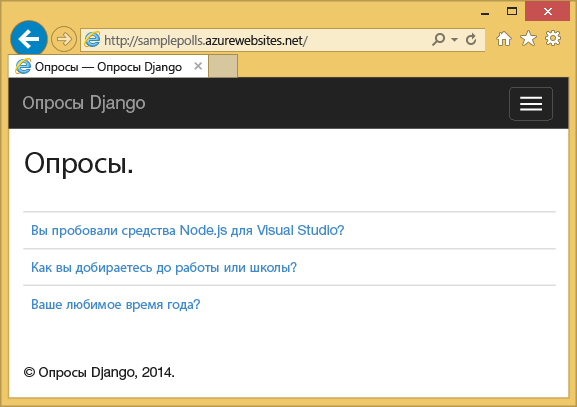 http://samplepolls.azurewebsites.net/
Опросы — Опросы Django
Опросы Django
Опросы.
Вы пробовали средства Node.js для Visual Studio?
Как вы добираетесь до работы или школы?
Ваше любимое время года?
© Опросы Django, 2014.